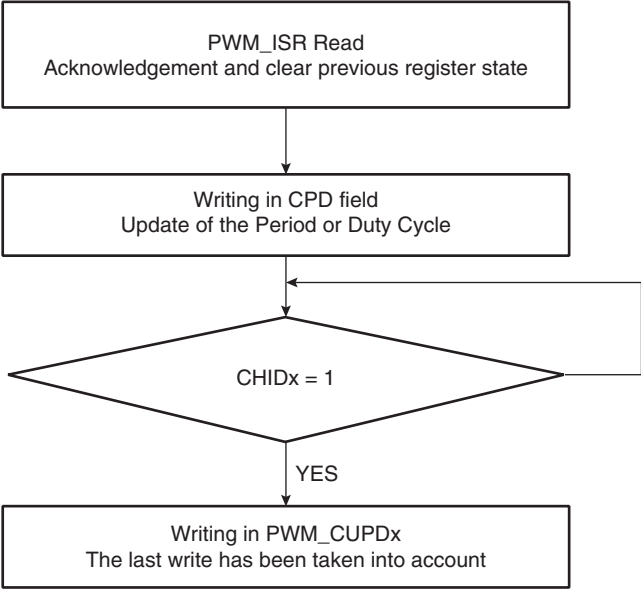 PWM_ISR Read
Acknowledgement and clear previous register state
Writing in CPD field
Update of the Period or Duty Cycle
CHIDx = 1
YES
Writing in PWM_CUPDx
The last write has been taken into account